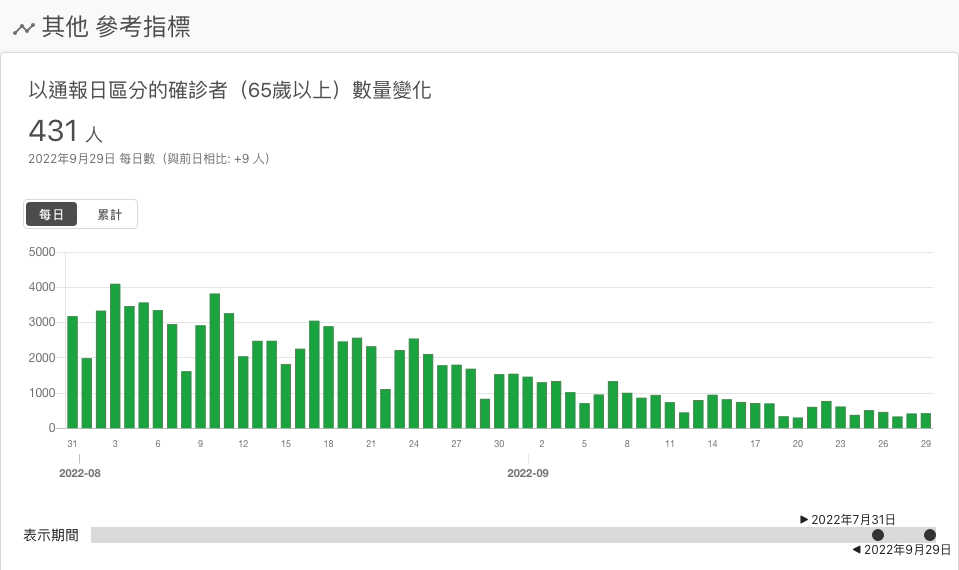 其他 參考指標
以通報日區分的確診者（65歲以上）數量變化
431 人
2022年9月29日 每日數（與前日相比: +9 人）
每日 累計
5000
4000
3000
2000
1000
0
31 3 6 9 12 15 18 21 24 27 30 2 5 8 11 14 17 20 23 26 29
2022-08 2022-09
2022年7月31日
表示期間
2022年9月29日